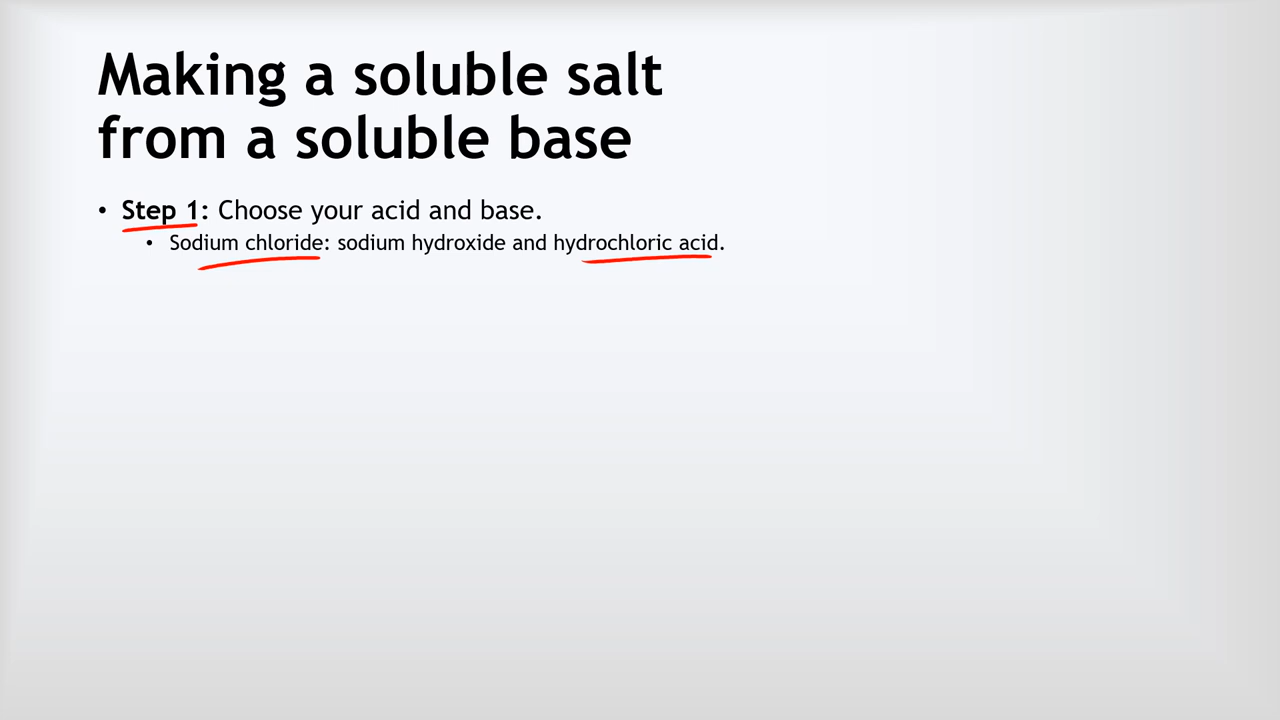 Making a soluble salt
from a soluble base
• Step 1: Choose your acid and base.
• Sodium chloride: sodium hydroxide and hydrochloric acid.